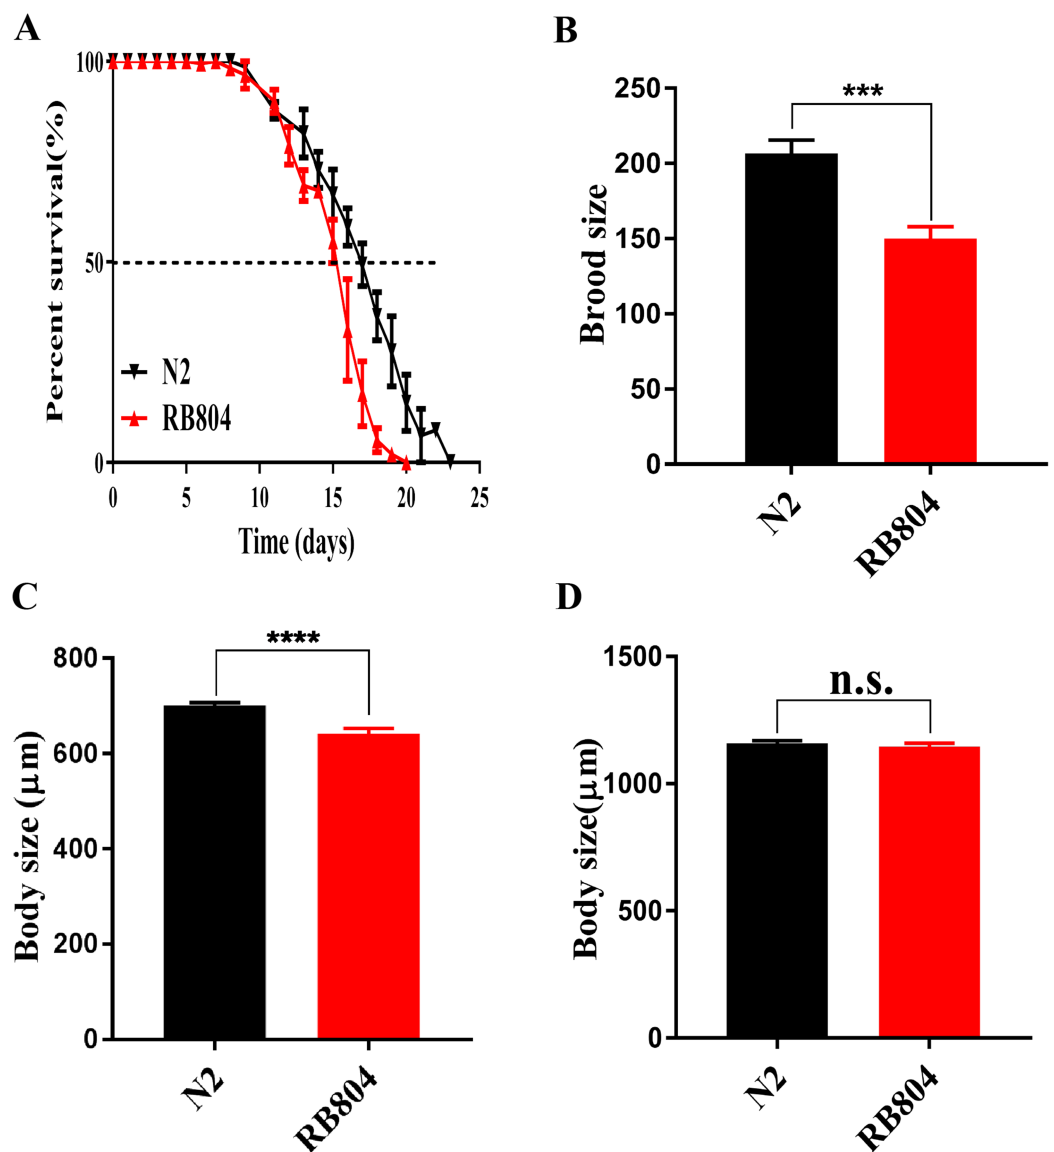 A
Percent survival(%)
100
50
0
N2
RB804
0 5 10 15 20 25
Time (days)
B
Brood size
250
200
150
100
50
0
***
N2
RB804
C
Body size (μm)
800
600
400
200
0
****
N2
RB804
D
Body size(μm)
1500
1000
500
0
n.s.
N2
RB804